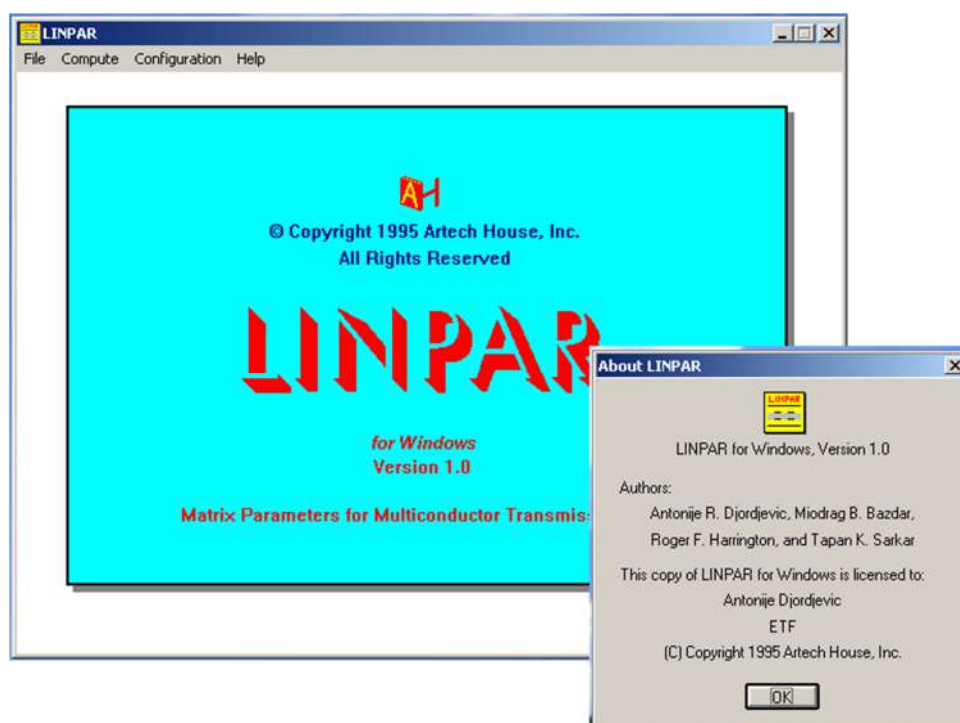 LINPAR
File Compute Configuration Help
AH
© Copyright 1995 Artech House, Inc.
All Rights Reserved
LINPAR
for Windows
Version 1.0
Matrix Parameters for Multiconductor
About LINPAR
LINPAR
LINPAR for Windows, Version 1.0
Authors:
Antonije R. Djordjevic, Miodrag B. Bazdar,
Roger F. Harrington, and Tapan K. Sarkar
This copy of LINPAR for Windows is licensed to:
Antonije Djordjevic
ETF
(C) Copyright 1995 Artech House, Inc.
OK